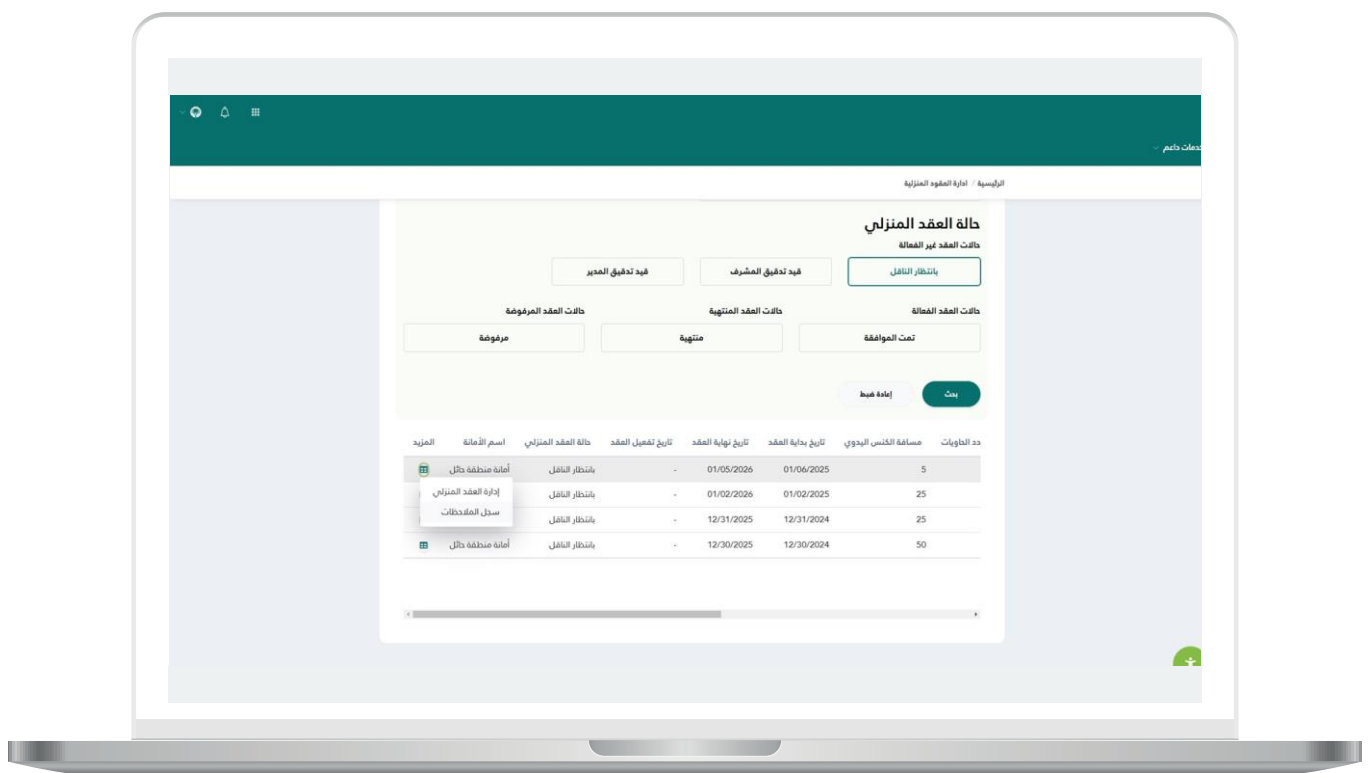 خدمات داعم
الرئيسية / ادارة العقود المنزلية
حالة العقد المنزلي
حالات العقد غير الفعالة
بانتظار الناقل قيد تدقيق المشرف قيد تدقيق المدير
حالات العقد الفعالة حالات العقد المنتهية حالات العقد المرفوضة
تمت الموافقة منتهية مرفوضة
بحث إعادة ضبط
دد الحاويات مسافة الكنس اليدوي تاريخ بداية العقد تاريخ نهاية العقد تاريخ تفعيل العقد حالة العقد المنزلي اسم الأمانة المزيد
5 01/06/2025 01/05/2026 - بانتظار الناقل أمانة منطقة حائل
إدارة العقد المنزلي
سجل الملاحظات
25 01/02/2025 01/02/2026 - بانتظار الناقل
25 12/31/2024 12/31/2025 - بانتظار الناقل
50 12/30/2024 12/30/2025 - بانتظار الناقل أمانة منطقة حائل